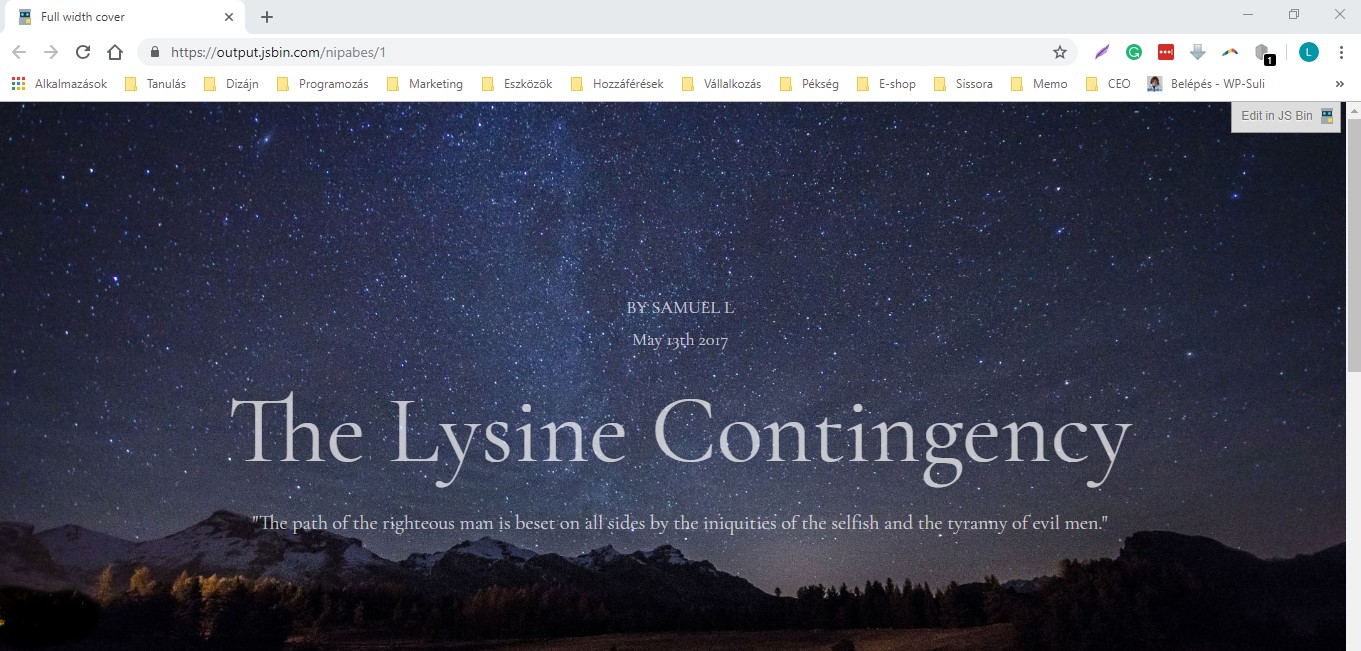 Full width cover
https://output.jsbin.com/nipabes/1
L
1
Alkalmazások Tanulás Dizájn Programozás Marketing Eszközök Hozzáférések Vállalkozás Pékség E-shop Sissora Memo CEO Belépés - WP-Suli »
Edit in JS Bin
BY SAMUEL L
May 13th 2017
The Lysine Contingency
"The path of the righteous man is beset on all sides by the iniquities of the selfish and the tyranny of evil men."